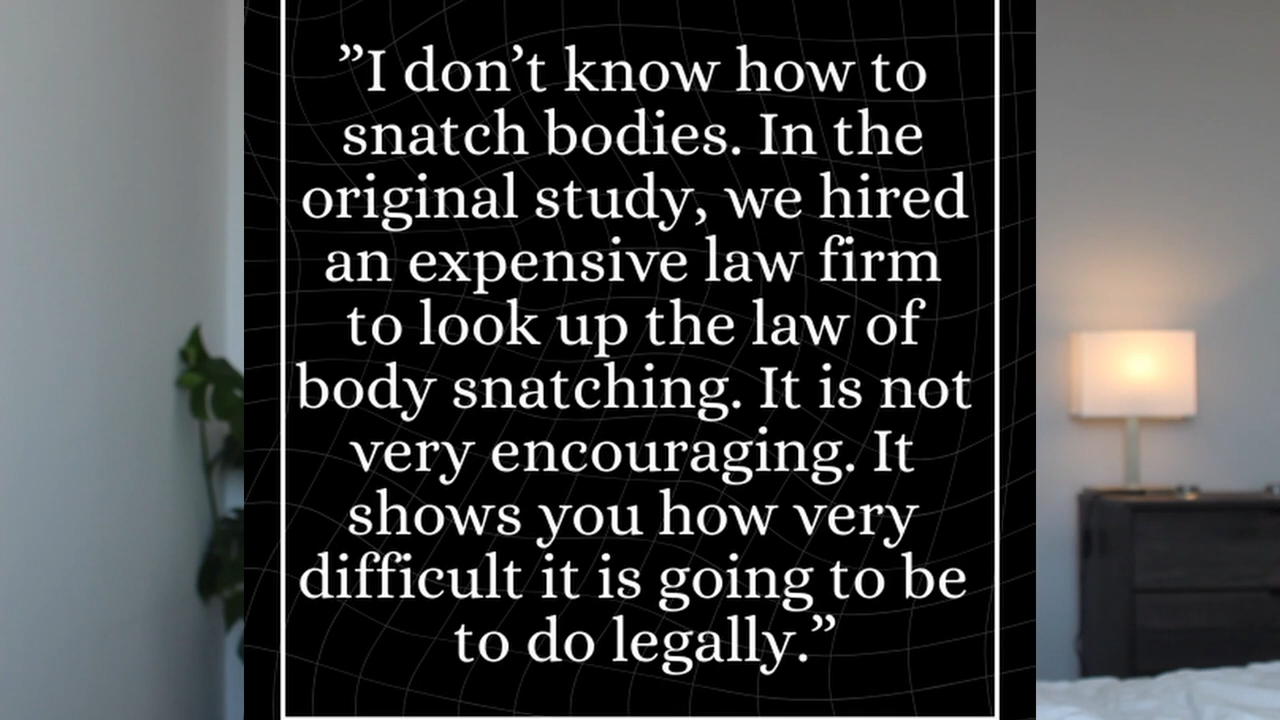 ”I don’t know how to
snatch bodies. In the
original study, we hired
an expensive law firm
to look up the law of
body snatching. It is not
very encouraging. It
shows you how very
difficult it is going to be
to do legally.”